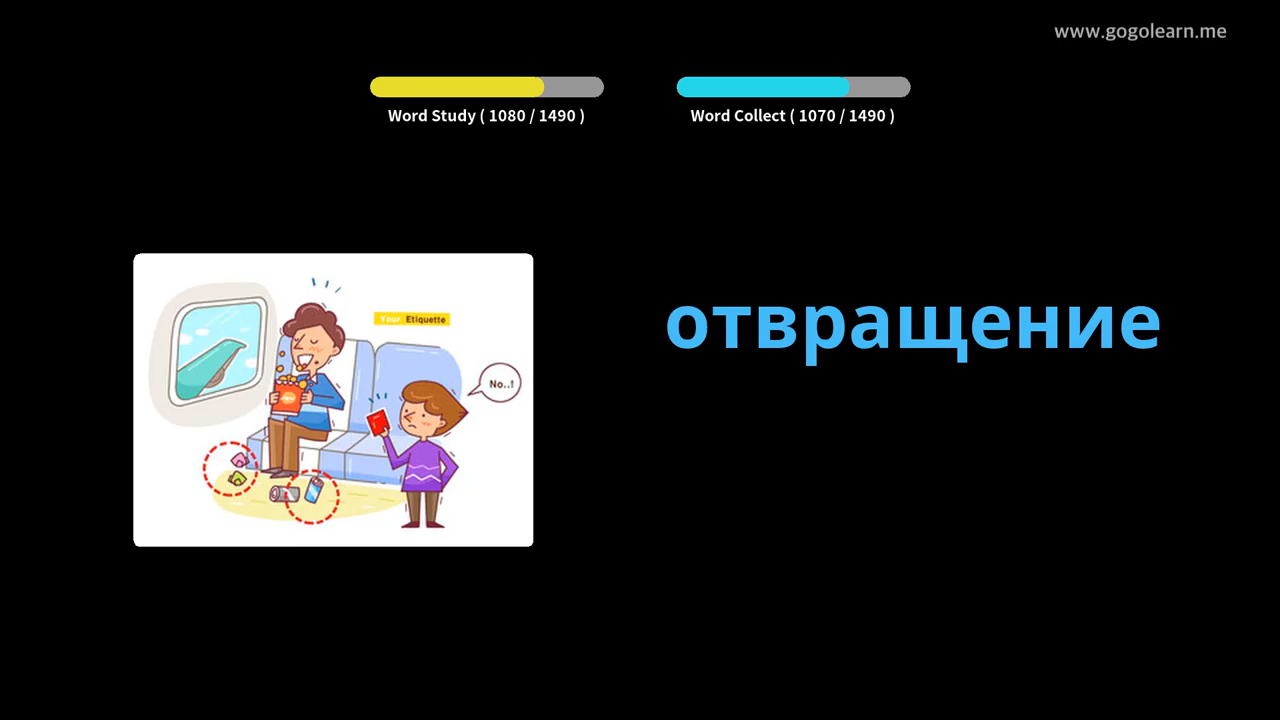 www.gogolearn.me
Word Study ( 1080 / 1490 )
Word Collect ( 1070 / 1490 )
Your Etiquette
No..!
отвращение